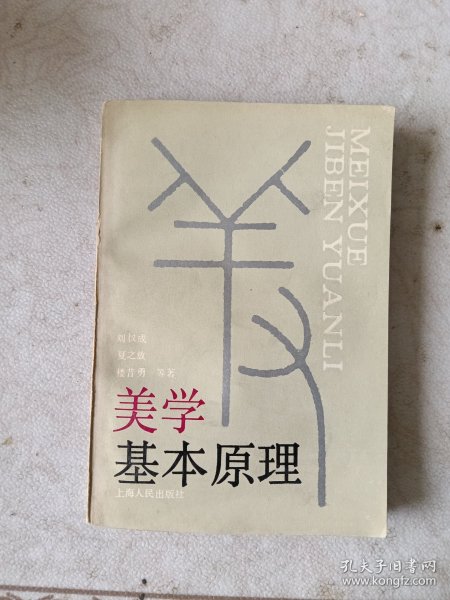 MEIXUE
JIBEN YUANLI
刘叔成
夏之放
楼昔勇 等著
美学
基本原理
上海人民出版社
孔夫子旧书网
www.kongfz.com